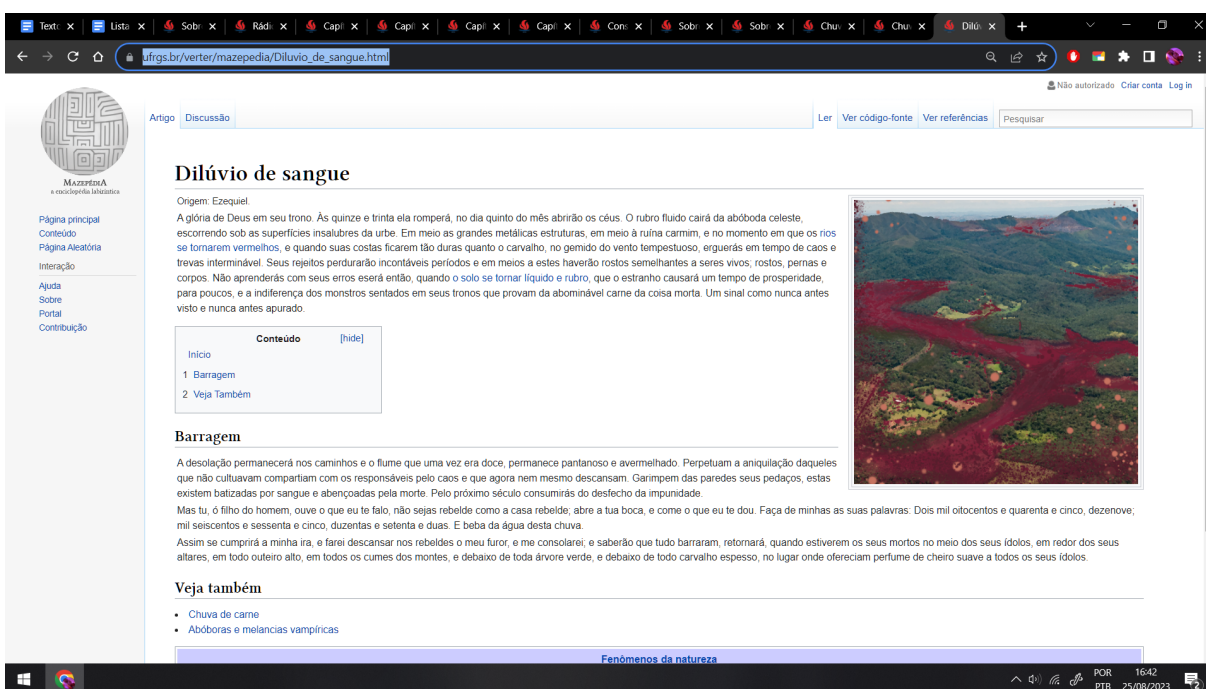 Texto
Lista
Sobr
Rádi
Capí
Capí
Capí
Capí
Cons
Sobr
Sobr
Chuv
Chuv
Dilúv
ufrgs.br/verter/mazepedia/Diluvio_de_sangue.html
Não autorizado Criar conta Log in
Artigo Discussão
Ler Ver código-fonte Ver referências Pesquisar
MAZEPÉDIA
a enciclopédia labiríntica
Página principal
Conteúdo
Página Aleatória
Interação
Ajuda
Sobre
Portal
Contribuição
Dilúvio de sangue
Origem: Ezequiel.
A glória de Deus em seu trono. Às quinze e trinta ela romperá, no dia quinto do mês abrirão os céus. O rubro fluido cairá da abóboda celeste,
escorrendo sob as superfícies insalubres da urbe. Em meio as grandes metálicas estruturas, em meio à ruína carmim, e no momento em que os rios
se tornarem vermelhos, e quando suas costas ficarem tão duras quanto o carvalho, no gemido do vento tempestuoso, erguerás em tempo de caos e
trevas interminável. Seus rejeitos perdurarão incontáveis períodos e em meios a estes haverão rostos semelhantes a seres vivos; rostos, pernas e
corpos. Não aprenderás com seus erros eserá então, quando o solo se tornar líquido e rubro, que o estranho causará um tempo de prosperidade,
para poucos, e a indiferença dos monstros sentados em seus tronos que provam da abominável carne da coisa morta. Um sinal como nunca antes
visto e nunca antes apurado.
Conteúdo [hide]
Início
1 Barragem
2 Veja Também
Barragem
A desolação permanecerá nos caminhos e o flume que uma vez era doce, permanece pantanoso e avermelhado. Perpetuam a aniquilação daqueles
que não cultuavam compartiam com os responsáveis pelo caos e que agora nem mesmo descansam. Garimpem das paredes seus pedaços, estas
existem batizadas por sangue e abençoadas pela morte. Pelo próximo século consumirás do desfecho da impunidade.
Mas tu, ó filho do homem, ouve o que eu te falo, não sejas rebelde como a casa rebelde; abre a tua boca, e come o que eu te dou. Faça de minhas as suas palavras: Dois mil oitocentos e quarenta e cinco, dezenove;
mil seiscentos e sessenta e cinco, duzentas e setenta e duas. E beba da água desta chuva.
Assim se cumprirá a minha ira, e farei descansar nos rebeldes o meu furor, e me consolarei; e saberão que tudo barraram, retornará, quando estiverem os seus mortos no meio dos seus ídolos, em redor dos seus
altares, em todo outeiro alto, em todos os cumes dos montes, e debaixo de toda árvore verde, e debaixo de todo carvalho espesso, no lugar onde ofereciam perfume de cheiro suave a todos os seus ídolos.
Veja também
Chuva de carne
Abóboras e melancias vampíricas
Fenômenos da natureza
POR
PTB
16:42
25/08/2023
2